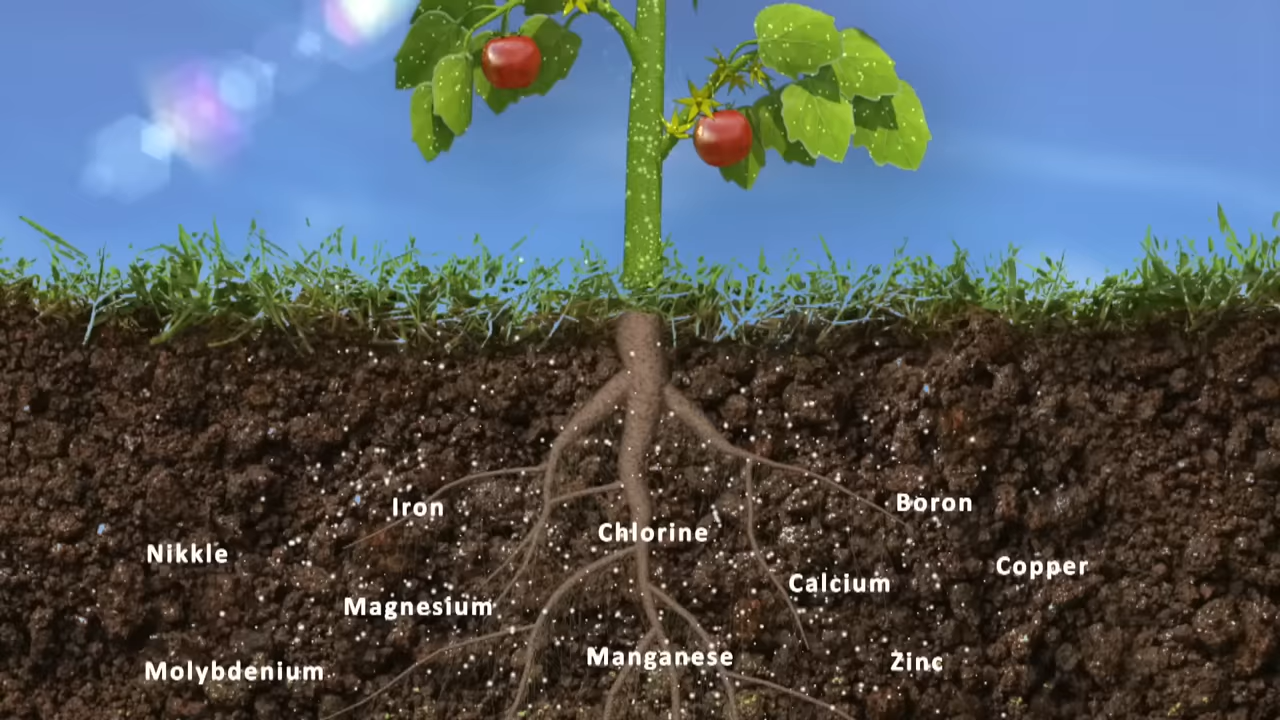 Iron
Boron
Chlorine
Nikkle
Copper
Calcium
Magnesium
Manganese
Zinc
Molybdenium